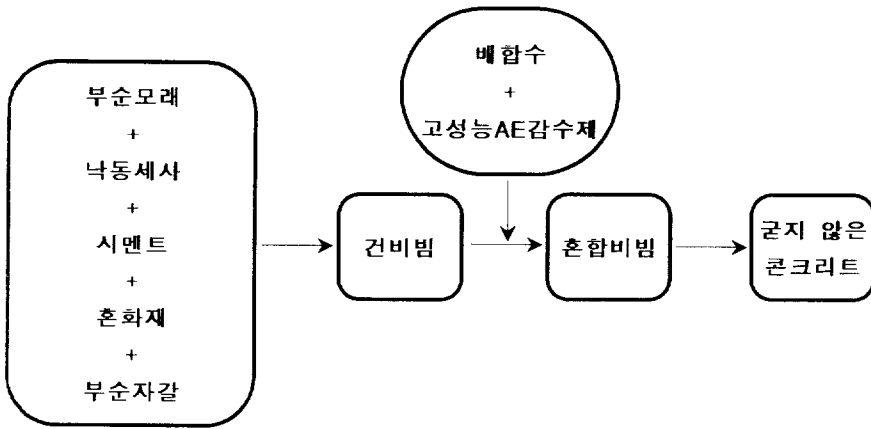 부순모래
+
낙동세사
+
시멘트
+
혼화재
+
부순자갈
배합수
+
고성능AE감수제
건비빔
혼합비빔
굳지 않은
콘크리트